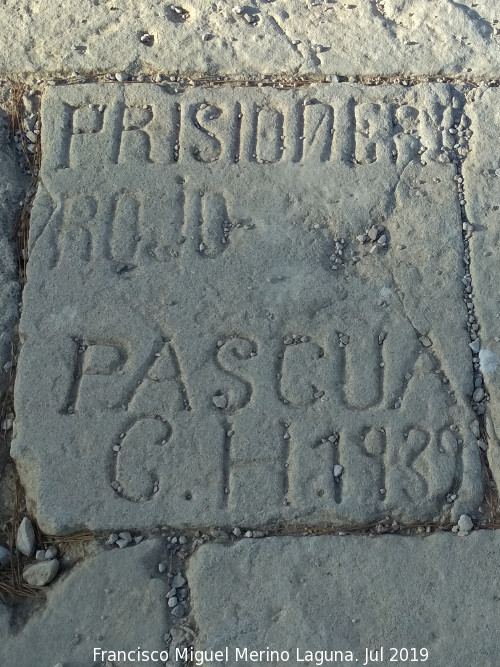 PRISIONERO
ROJO-
PASCUA
G.H.1939
Francisco Miguel Merino Laguna. Jul 2019